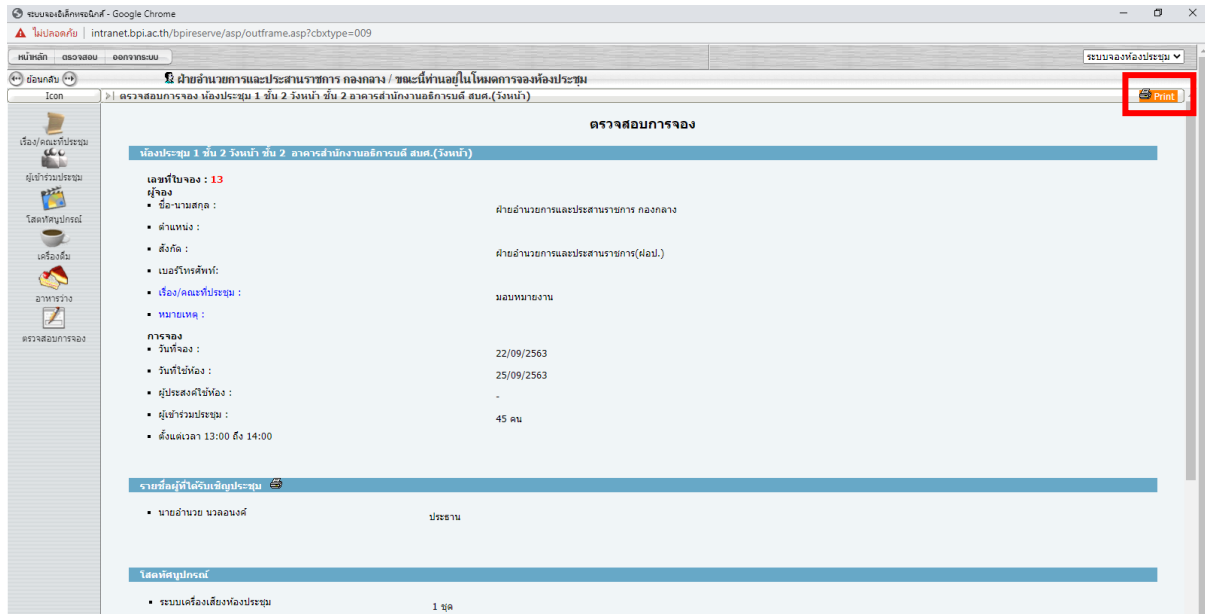 ระบบจองอิเล็กทรอนิกส์ - Google Chrome
ไม่ปลอดภัย | intranet.bpi.ac.th/bpireserve/asp/outframe.asp?cbxtype=009
หน้าหลัก ตรวจสอบ ออกจากระบบ
ระบบจองห้องประชุม
ย้อนกลับ
ฝ่ายอำนวยการและประสานราชการ กองกลาง / ขณะนี้ท่านอยู่ในโหมดการจองห้องประชุม
Icon
ตรวจสอบการจอง ห้องประชุม 1 ชั้น 2 วังหน้า ชั้น 2 อาคารสำนักงานอธิการบดี สบศ.(วังหน้า)
Print
เรื่อง/คณะที่ประชุม
ผู้เข้าร่วมประชุม
โสตทัศนูปกรณ์
เครื่องดื่ม
อาหารว่าง
ตรวจสอบการจอง
ตรวจสอบการจอง
ห้องประชุม 1 ชั้น 2 วังหน้า ชั้น 2 อาคารสำนักงานอธิการบดี สบศ.(วังหน้า)
เลขที่ใบจอง : 13
ผู้จอง
ชื่อ-นามสกุล : ฝ่ายอำนวยการและประสานราชการ กองกลาง
ตำแหน่ง :
สังกัด : ฝ่ายอำนวยการและประสานราชการ(ฝอป.)
เบอร์โทรศัพท์:
เรื่อง/คณะที่ประชุม : มอบหมายงาน
หมายเหตุ :
การจอง
วันที่จอง : 22/09/2563
วันที่ใช้ห้อง : 25/09/2563
ผู้ประสงค์ใช้ห้อง : -
ผู้เข้าร่วมประชุม : 45 คน
ตั้งแต่เวลา 13:00 ถึง 14:00
รายชื่อผู้ที่ได้รับเชิญประชุม
นายอำนวย นวลอนงค์ ประธาน
โสตทัศนูปกรณ์
ระบบเครื่องเสียงห้องประชุม 1 ชุด